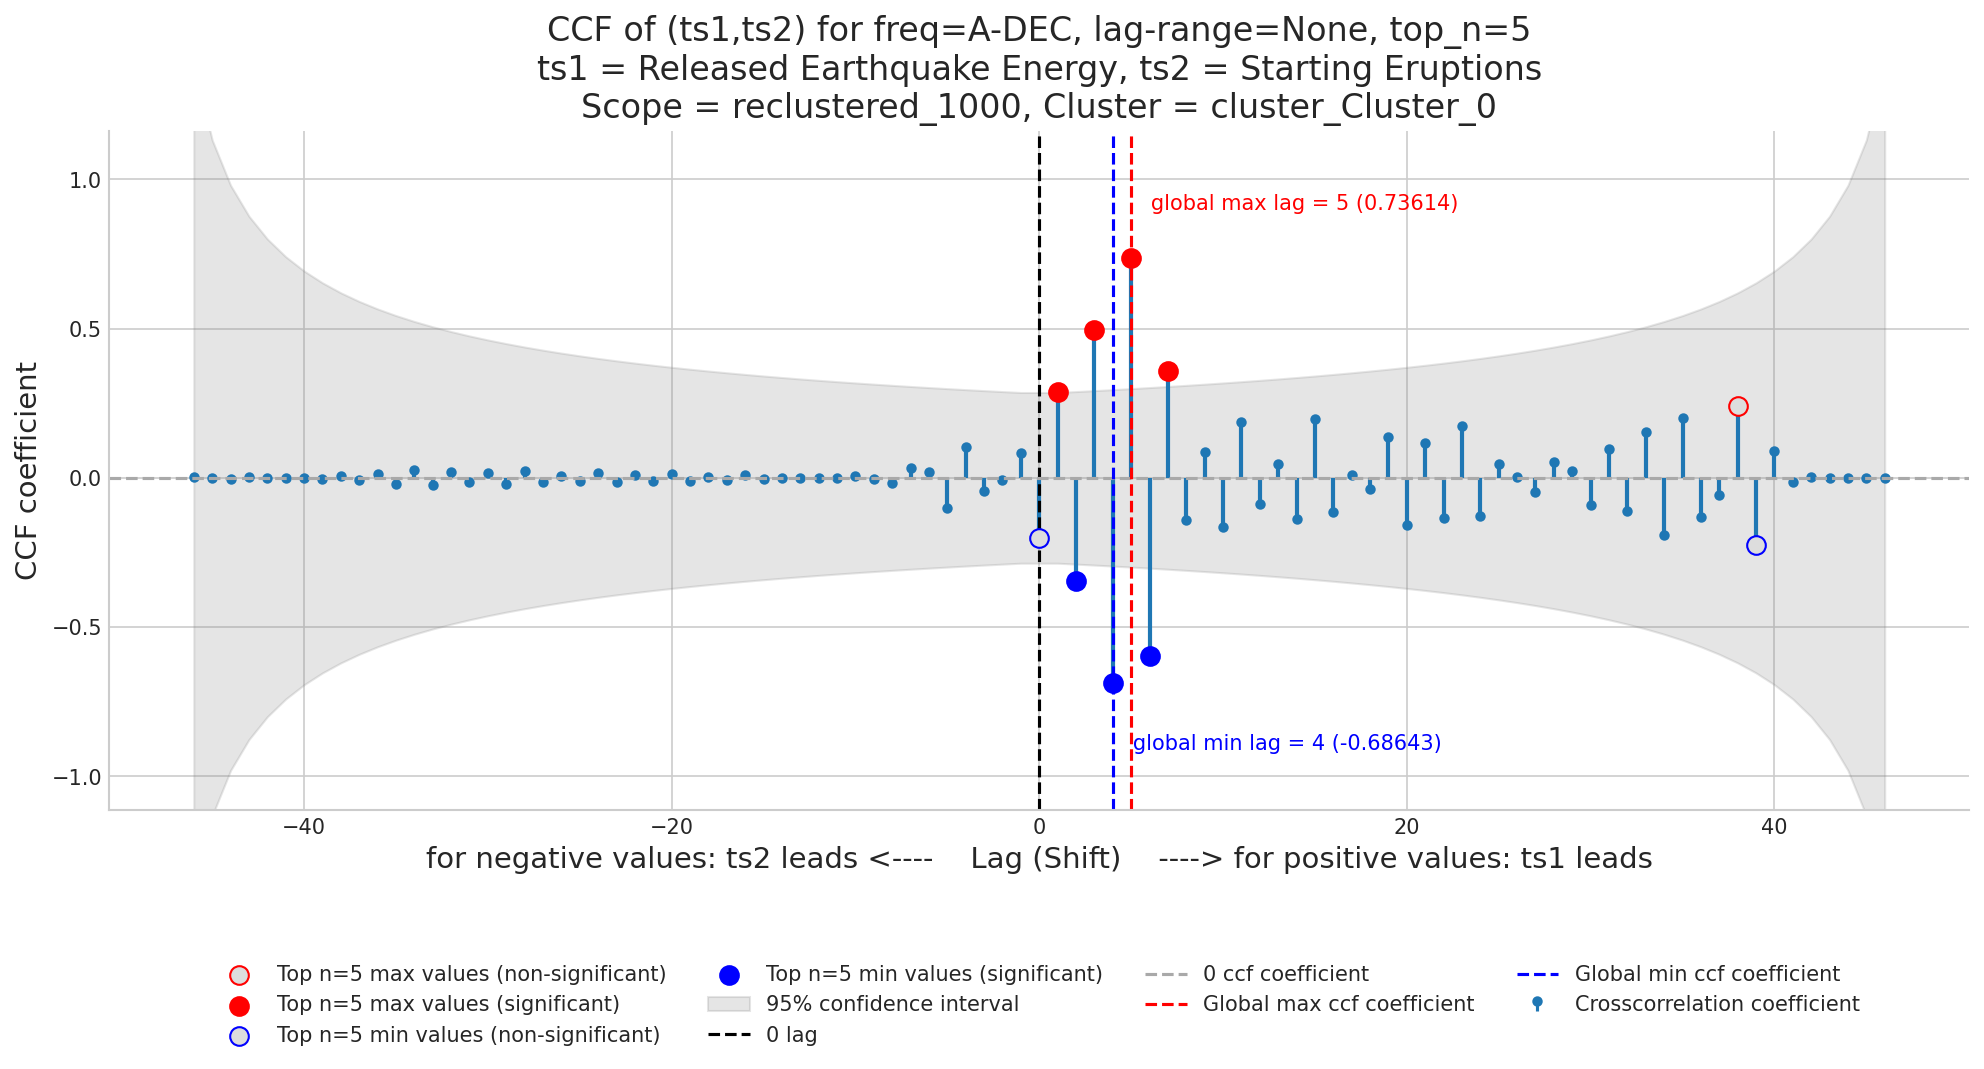 CCF of (ts1,ts2) for freq=A-DEC, lag-range=None, top_n=5
ts1 = Released Earthquake Energy, ts2 = Starting Eruptions
Scope = reclustered_1000, Cluster = cluster_Cluster_0
CCF coefficient
1.0
0.5
0.0
−0.5
−1.0
global max lag = 5 (0.73614)
global min lag = 4 (-0.68643)
−40
−20
0
20
40
for negative values: ts2 leads <----    Lag (Shift)    ----> for positive values: ts1 leads
Top n=5 max values (non-significant)
Top n=5 max values (significant)
Top n=5 min values (non-significant)
Top n=5 min values (significant)
95% confidence interval
0 lag
0 ccf coefficient
Global max ccf coefficient
Global min ccf coefficient
Crosscorrelation coefficient